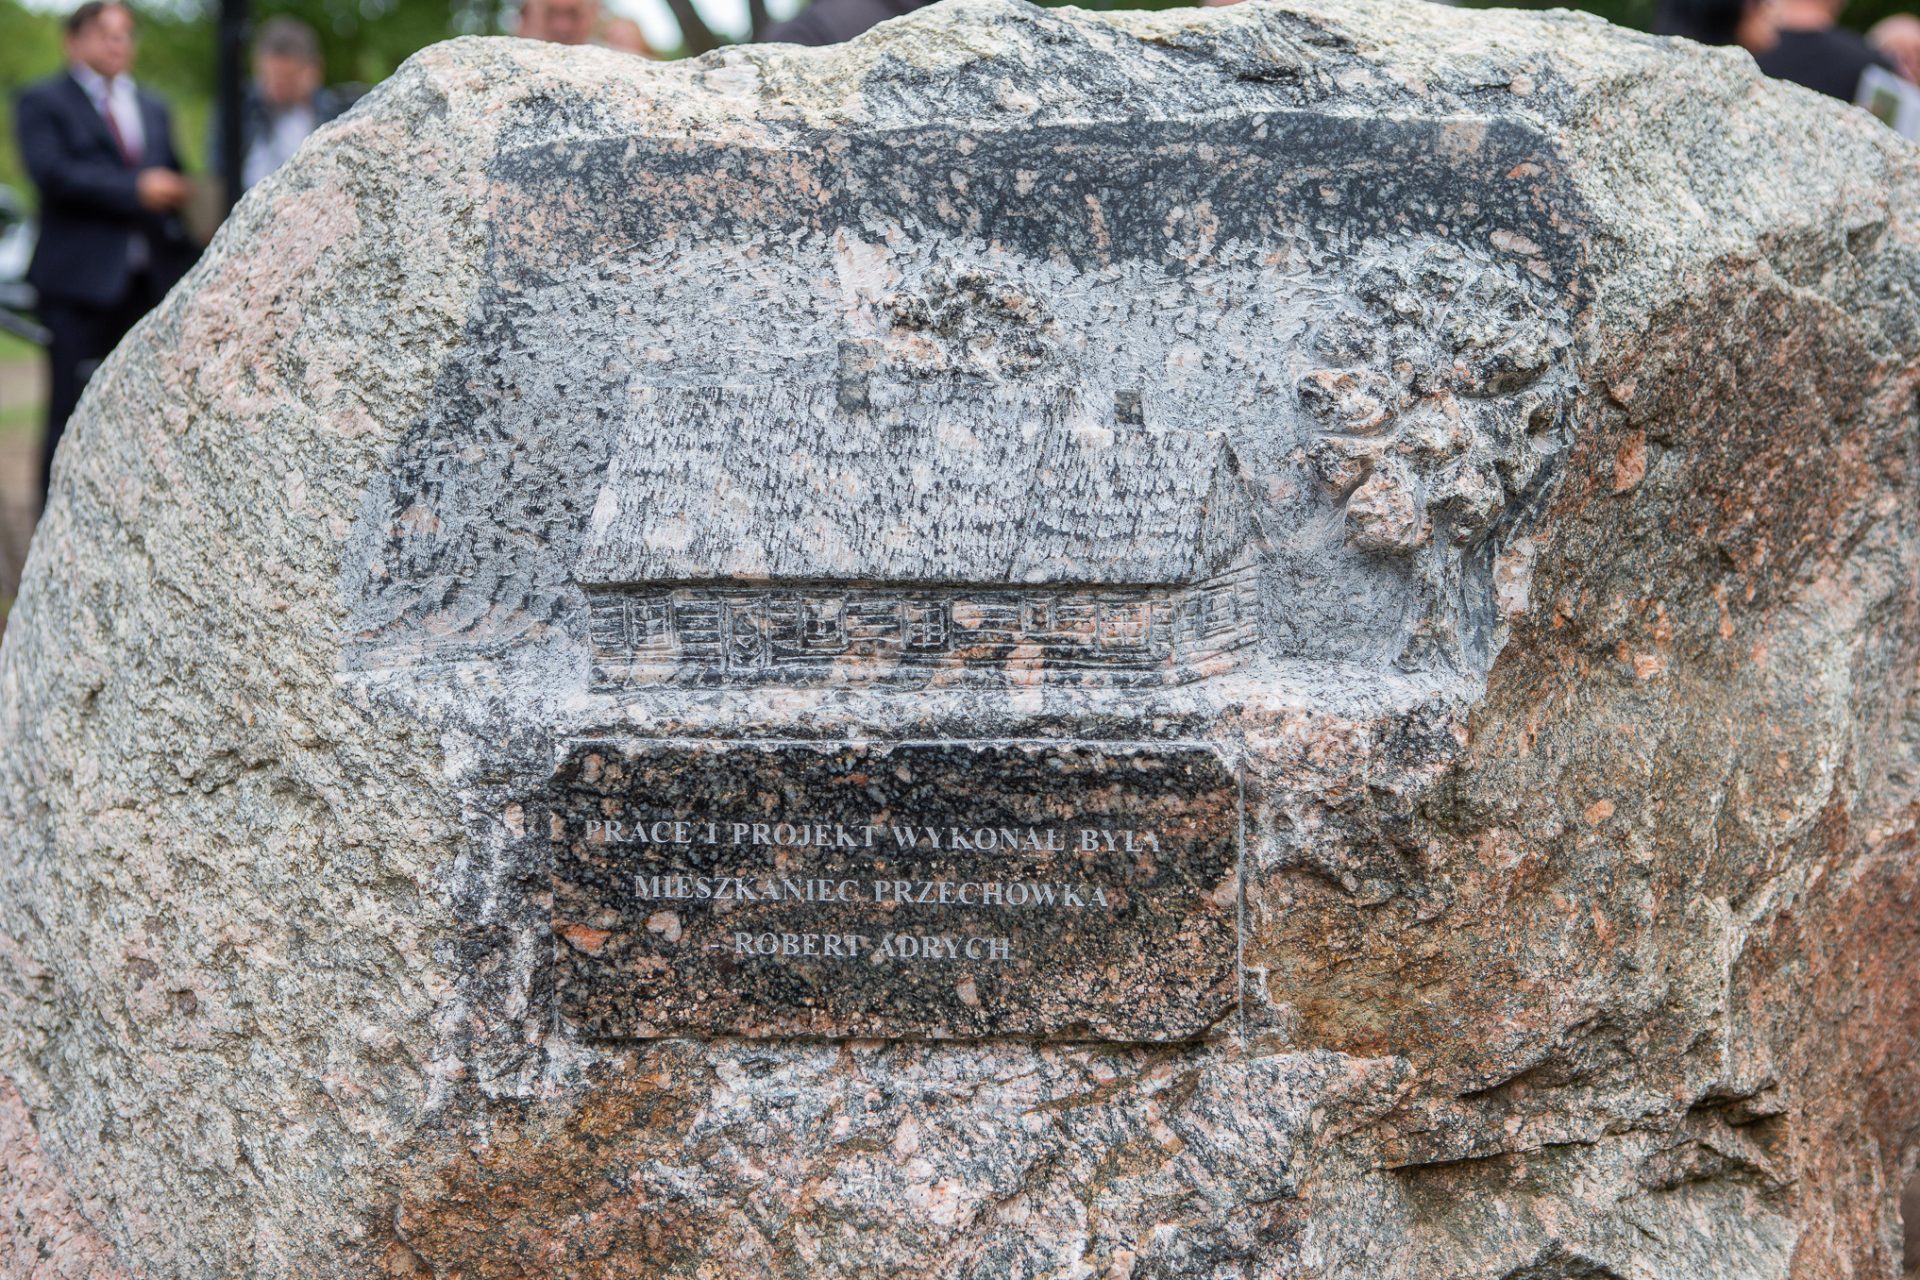 PRACE I PROJEKT WYKONAŁ BYŁY
MIESZKANIEC PRZECHÓWKA
- ROBERT ADRYCH